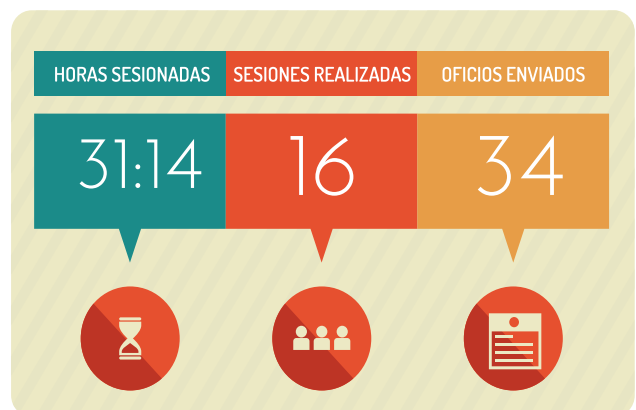 HORAS SESIONADAS
SESIONES REALIZADAS
OFICIOS ENVIADOS
31:14
16
34